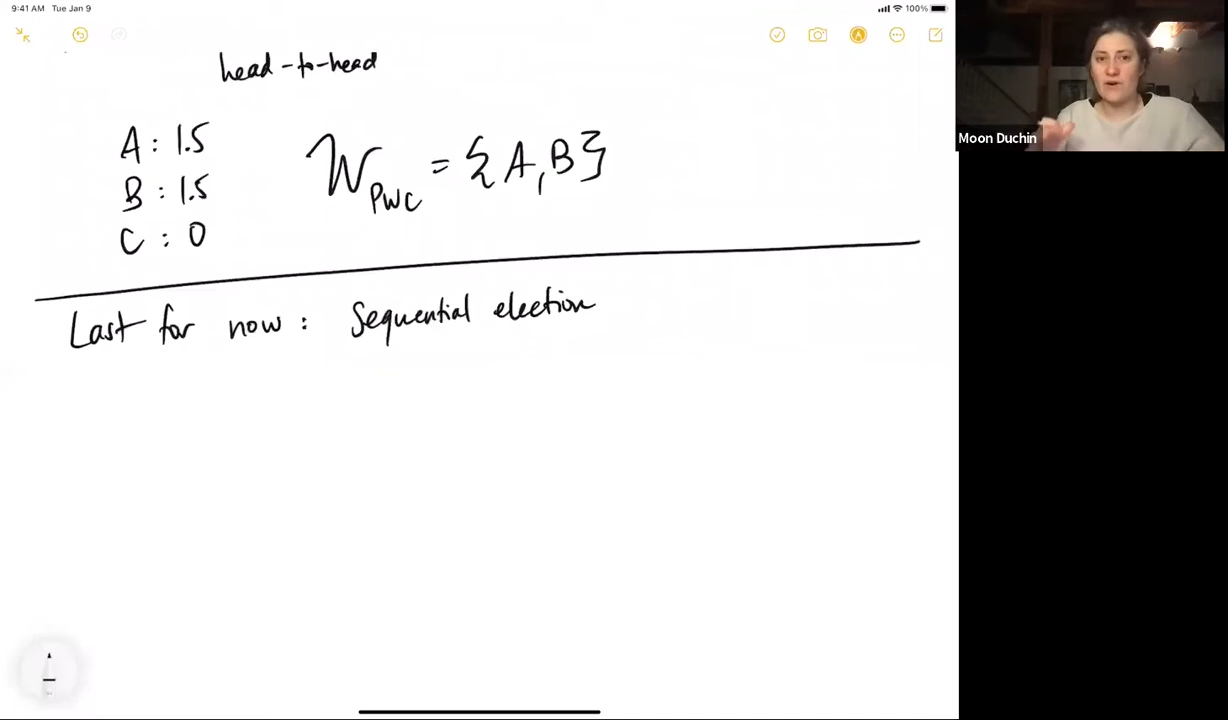 9:41 AM Tue Jan 9
100%
head-to-head
A: 1.5
B: 1.5
C: 0
W PWC = {A, B}
Last for now: Sequential election
Moon Duchin